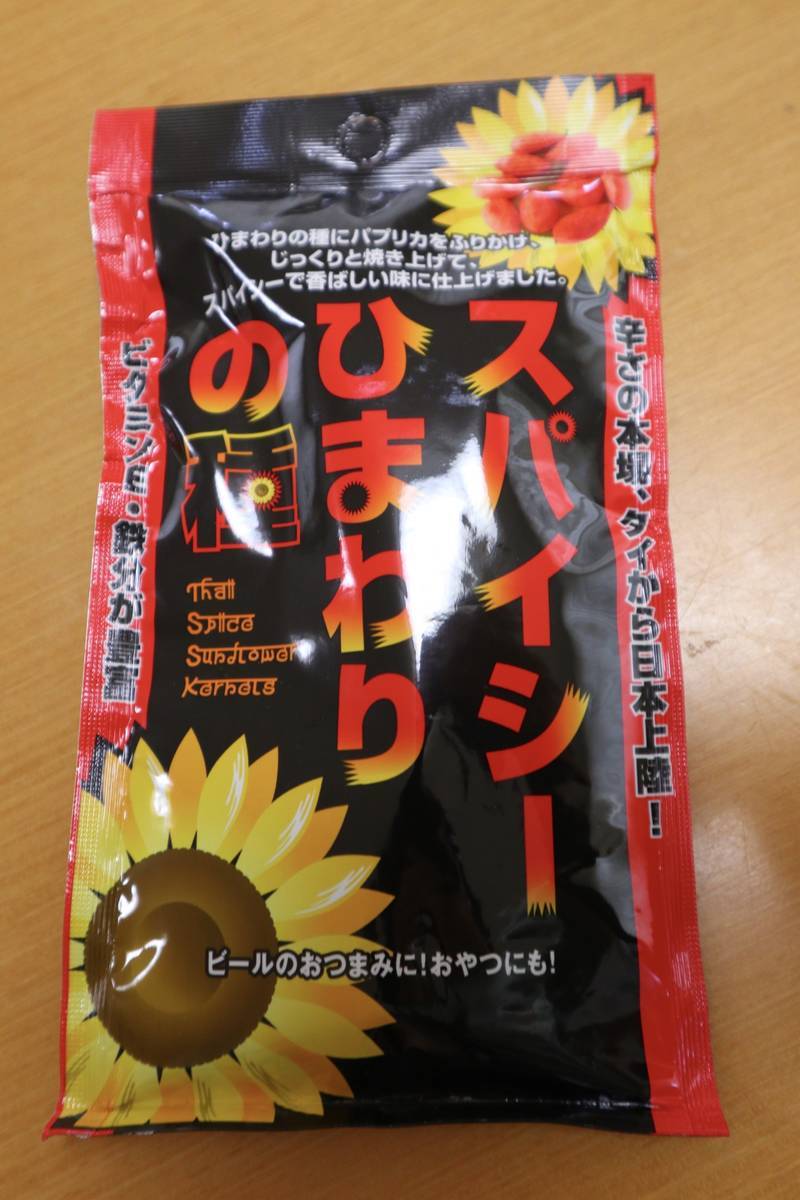 ひまわりの種にパプリカをふりかけ、
じっくりと焼き上げて、
スパイシーで香ばしい味に仕上げました。
辛さの本場、タイから日本上陸！
スパイシー
ひまわり
の種
Thaii
Spiice
Sunflower
Kernels
ビタミンE・鉄分が豊富
ビールのおつまみに！おやつにも！